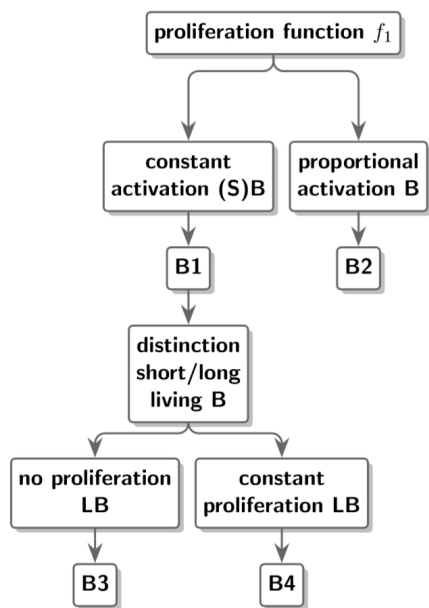 proliferation function f₁
constant
activation (S)B
proportional
activation B
B1
B2
distinction
short/long
living B
no proliferation
LB
constant
proliferation LB
B3
B4